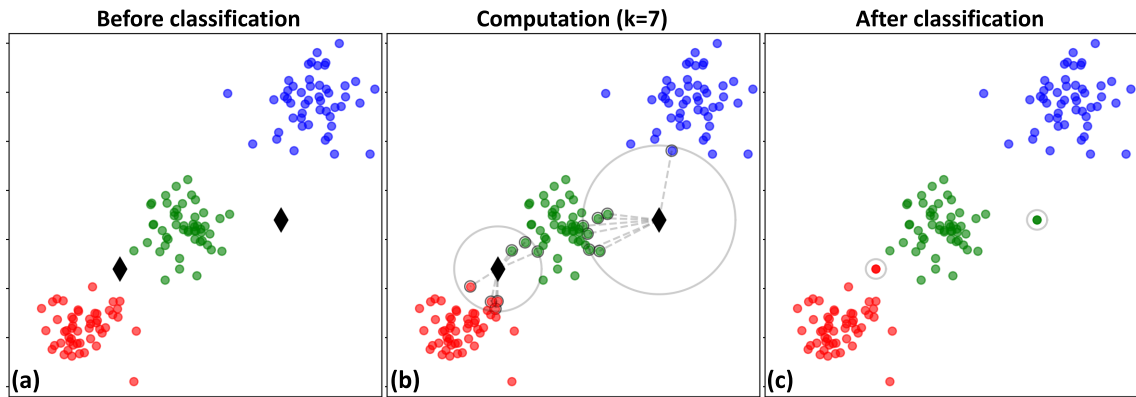 Before classification
Computation (k=7)
After classification
(a)
(b)
(c)